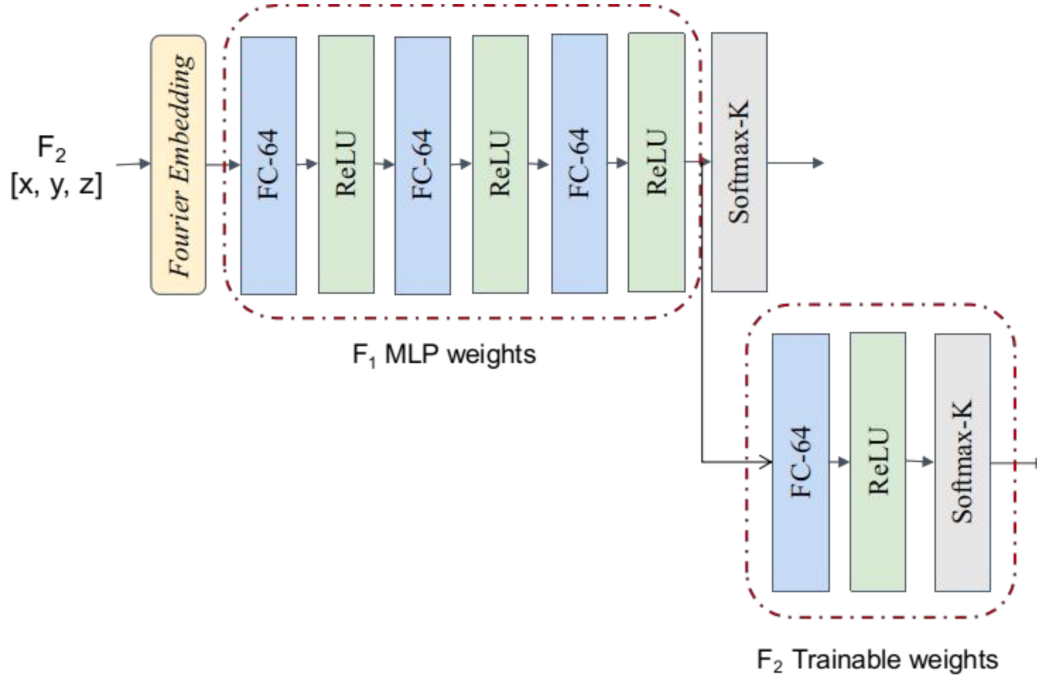 F₂
[x, y, z]
Fourier Embedding
FC-64
ReLU
FC-64
ReLU
FC-64
ReLU
Softmax-K
F₁ MLP weights
FC-64
ReLU
Softmax-K
F₂ Trainable weights